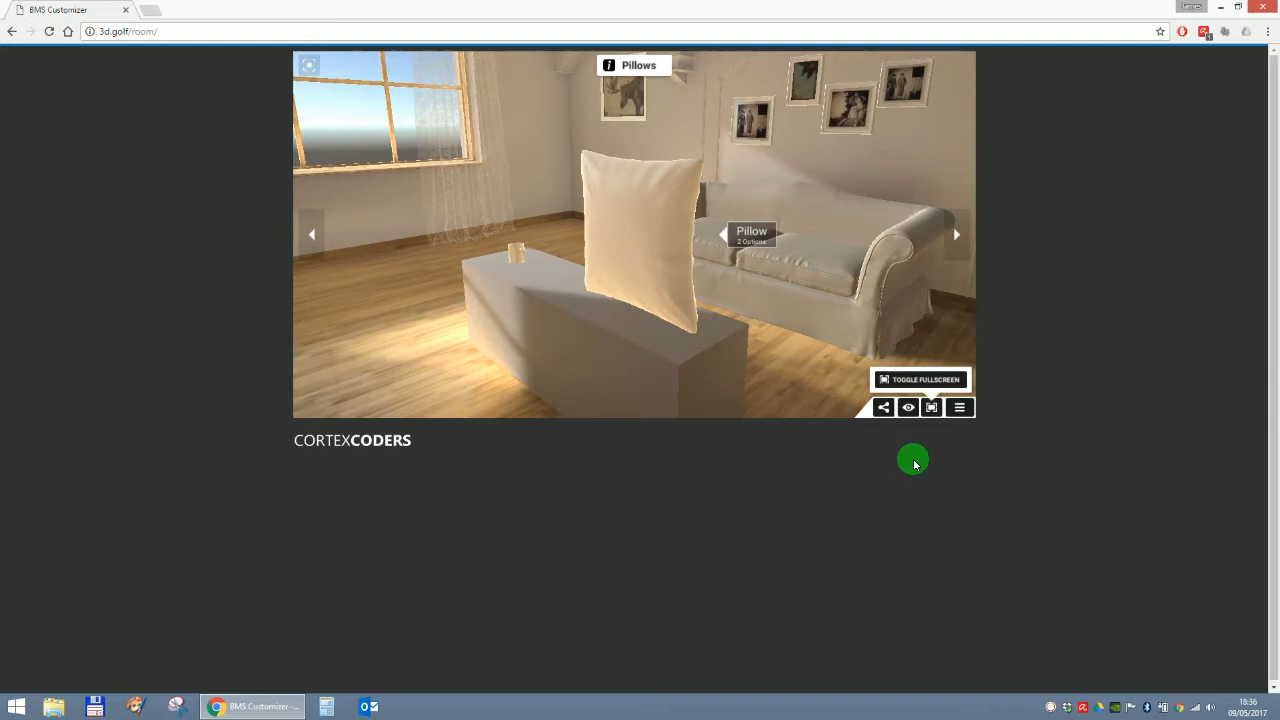 BMS Customizer
James
3d.golf/room/
Pillows
Pillow
2 Options
TOGGLE FULLSCREEN
CORTEXCODERS
BMS Customizer -...
18:36
09/05/2017